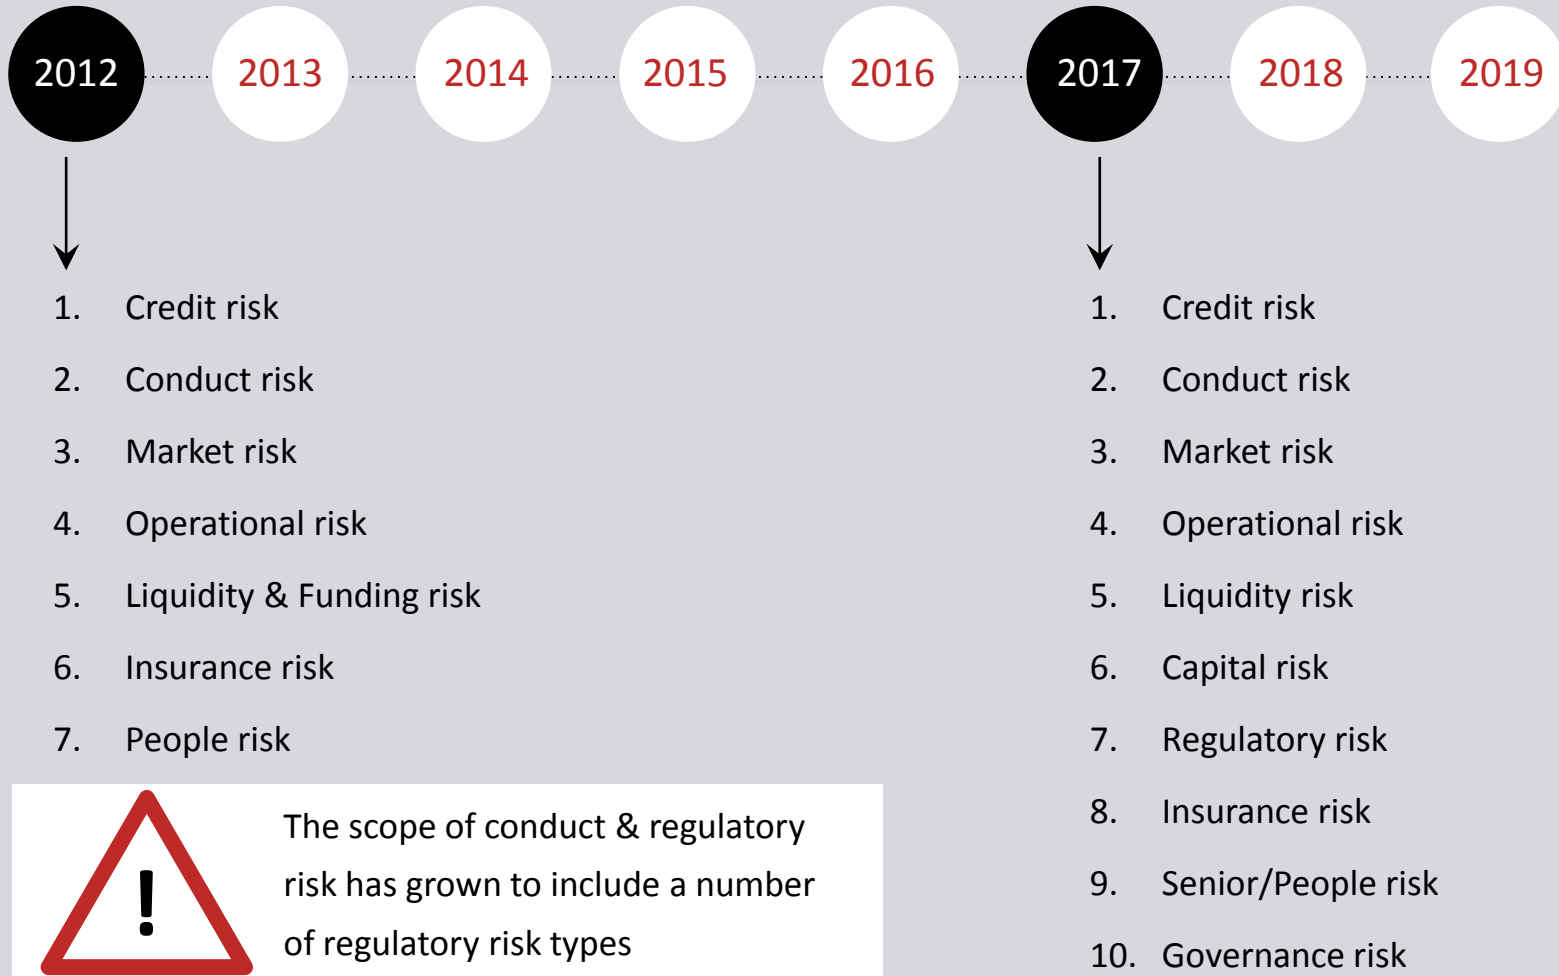 2012 2013 2014 2015 2016 2017 2018 2019
1. Credit risk
2. Conduct risk
3. Market risk
4. Operational risk
5. Liquidity & Funding risk
6. Insurance risk
7. People risk
!
The scope of conduct & regulatory
risk has grown to include a number
of regulatory risk types
1. Credit risk
2. Conduct risk
3. Market risk
4. Operational risk
5. Liquidity risk
6. Capital risk
7. Regulatory risk
8. Insurance risk
9. Senior/People risk
10. Governance risk